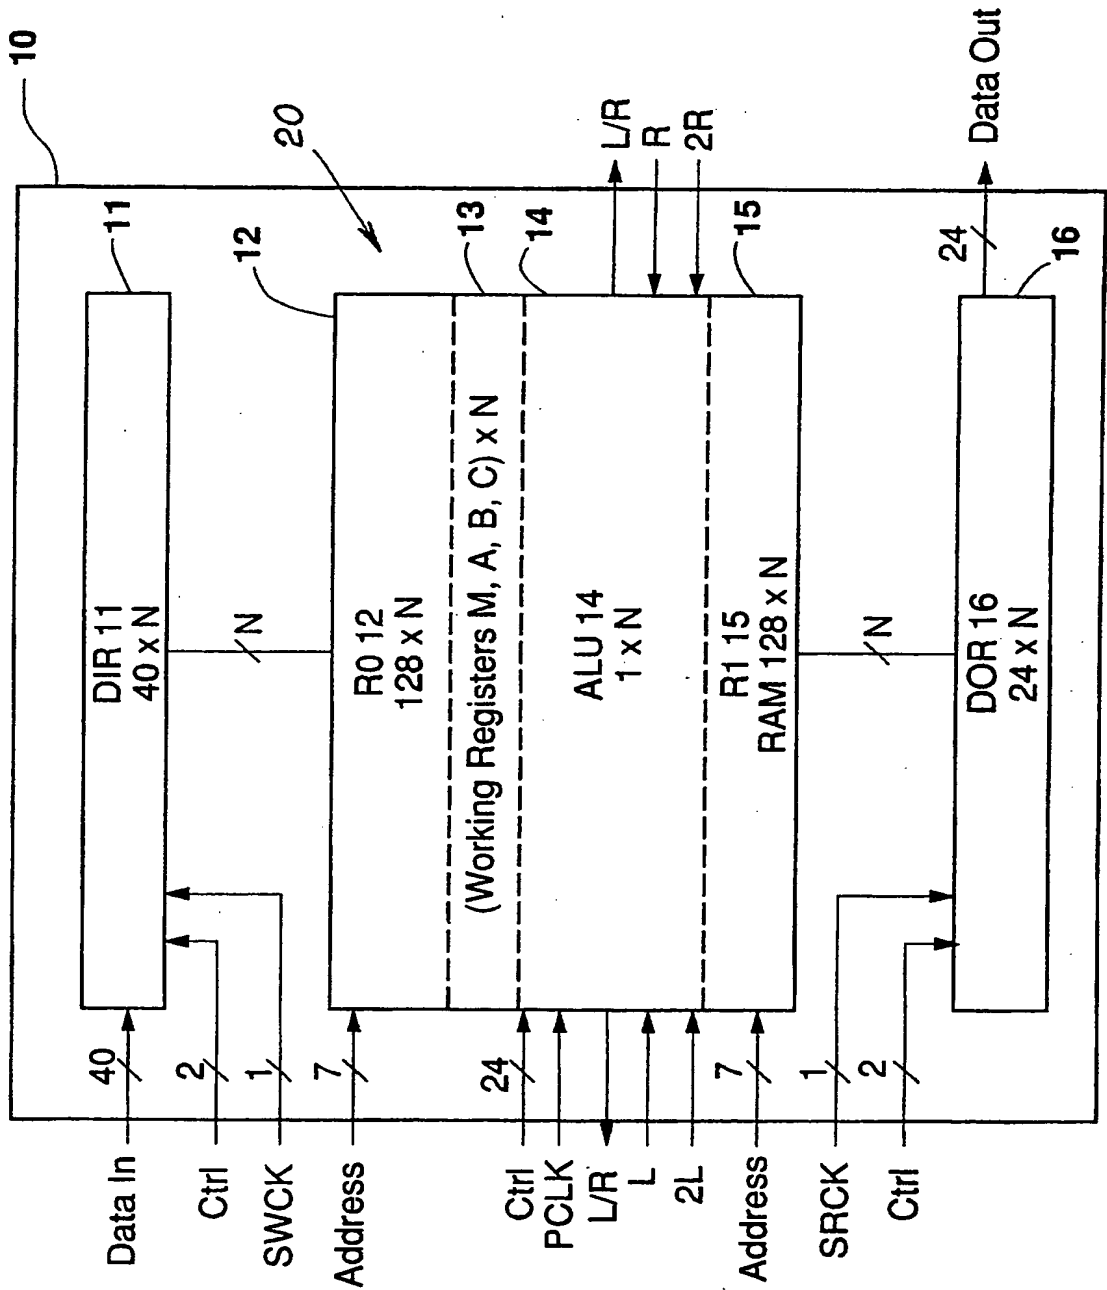 10
20
Data In
40
Ctrl
2
SWCK
1
DIR 11
40 x N
11
N
Address
7
R0 12
128 x N
12
(Working Registers M, A, B, C) x N
13
Ctrl
24
PCLK
L/R
L
2L
ALU 14
1 x N
14
L/R
R
2R
Address
7
R1 15
RAM 128 x N
15
N
SRCK
1
Ctrl
2
DOR 16
24 x N
16
24
Data Out